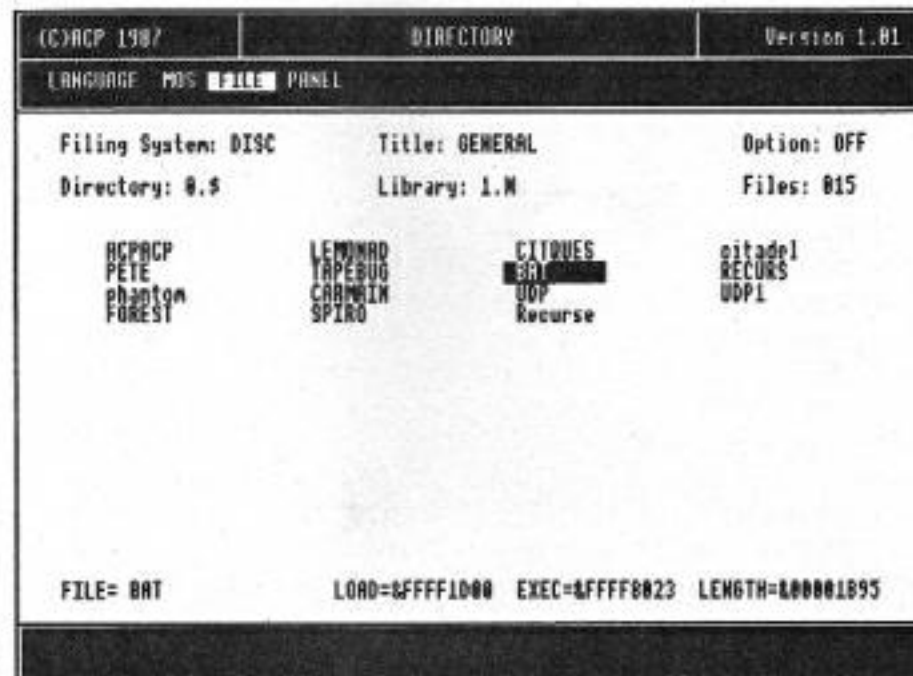 (C)ACP 1987 DIRECTORY Version 1.01
LANGUAGE MOS FILE PANEL
Filing System: DISC Title: GENERAL Option: OFF
Directory: 0.$ Library: 1.W Files: 015
ACPACP LEMONAD CITQUES citadel
PETE TAPEBUG BAT RECURS
phantom CARMAIN UDP UDP1
FOREST SPIRO Recurse
FILE= BAT LOAD=&FFFF1D00 EXEC=&FFFF8023 LENGTH=&00001B95